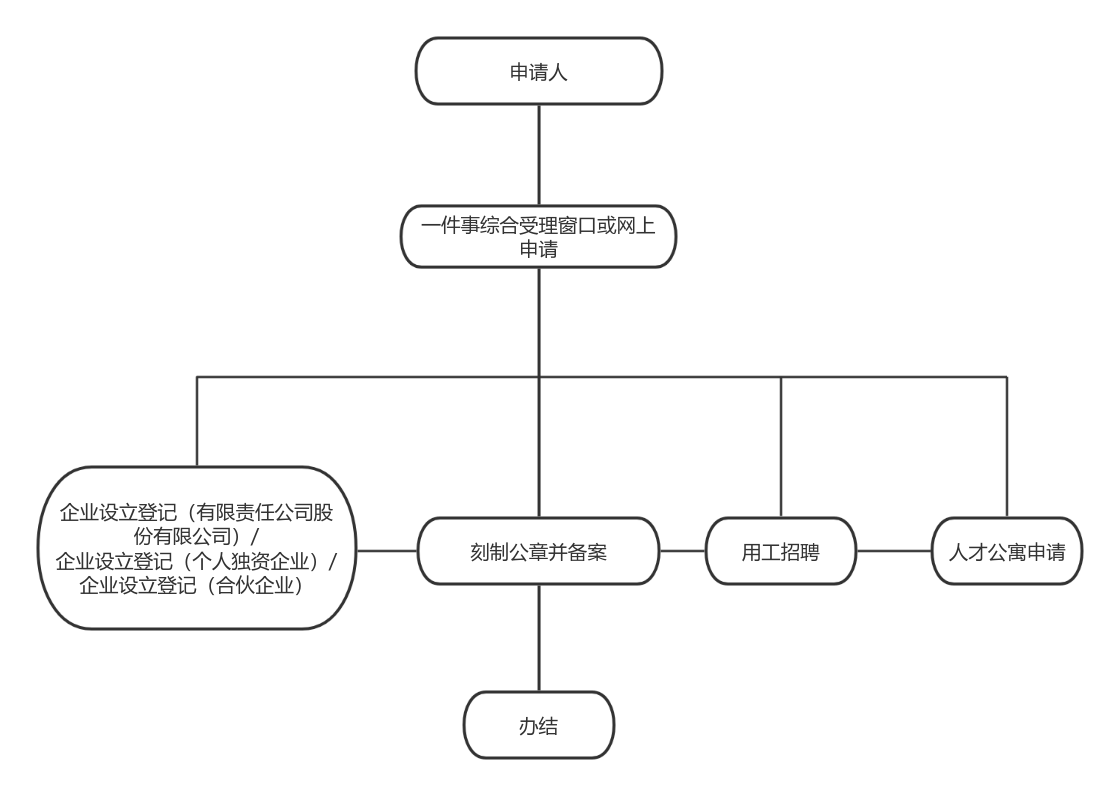 申请人
一件事综合受理窗口或网上
申请
企业设立登记（有限责任公司股
份有限公司）/
企业设立登记（个人独资企业）/
企业设立登记（合伙企业）
刻制公章并备案
用工招聘
人才公寓申请
办结